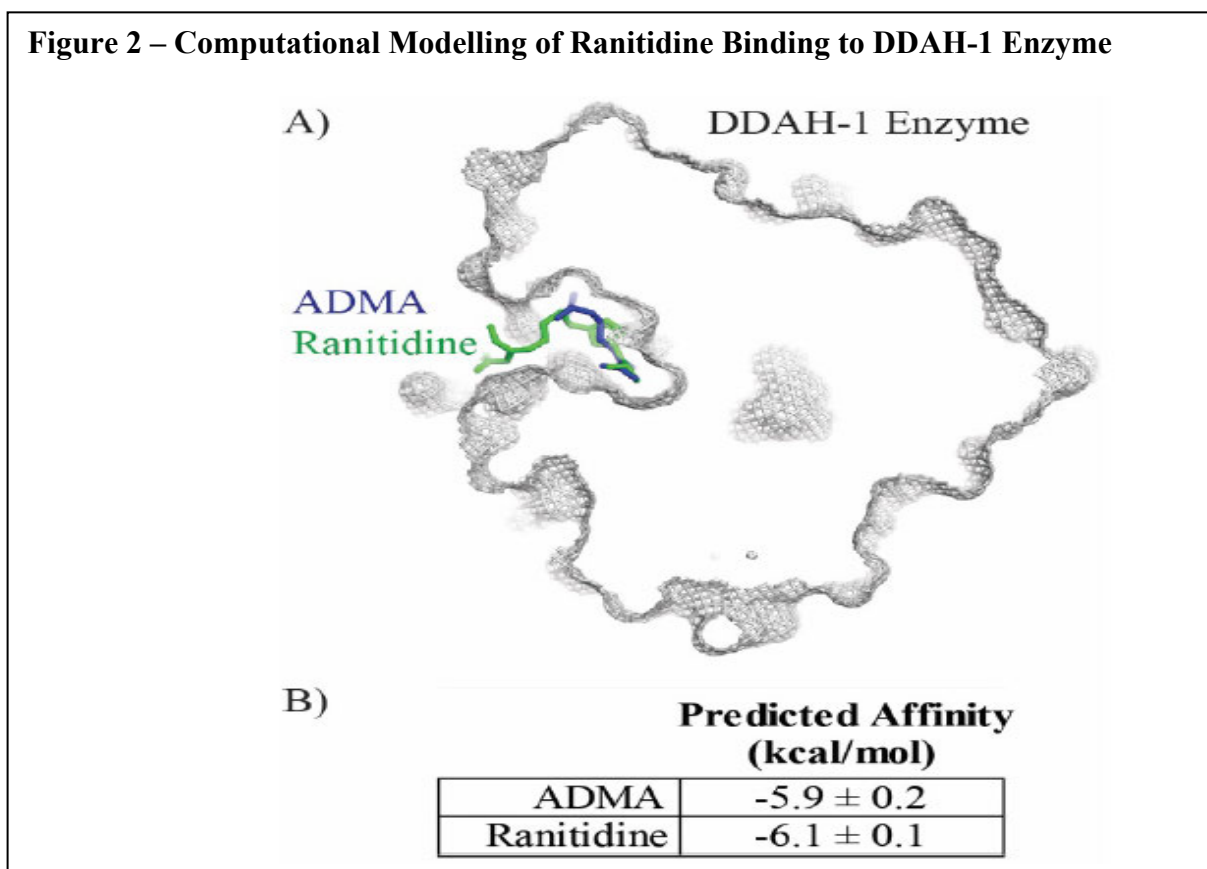 Figure 2 – Computational Modelling of Ranitidine Binding to DDAH-1 Enzyme
A) DDAH-1 Enzyme
ADMA
Ranitidine
B)
Predicted Affinity
(kcal/mol)
ADMA -5.9 ± 0.2
Ranitidine -6.1 ± 0.1